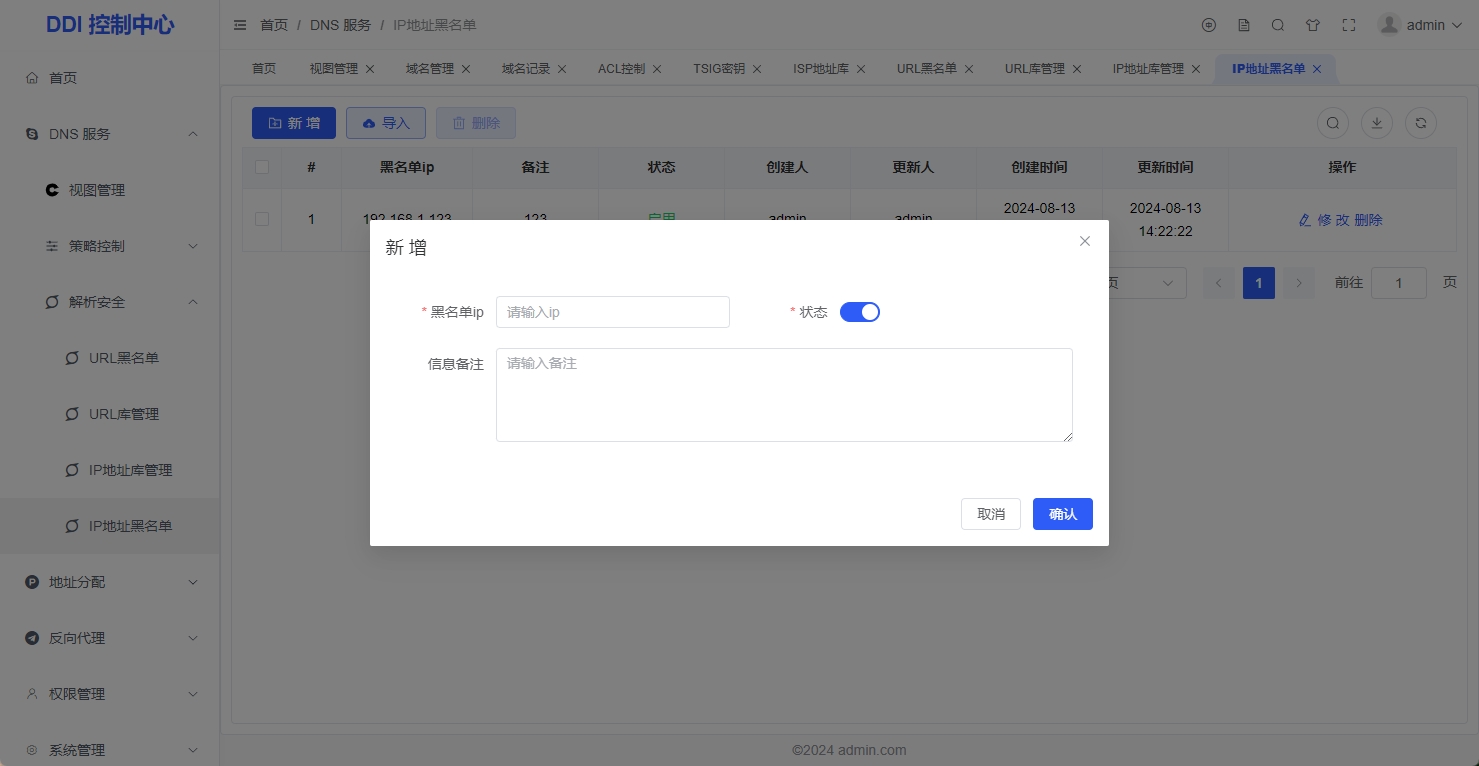 DDI 控制中心
首页 / DNS 服务 / IP地址黑名单
admin
首页 视图管理 域名管理 域名记录 ACL控制 TSIG密钥 ISP地址库 URL黑名单 URL库管理 IP地址库管理 IP地址黑名单
首页
DNS 服务
视图管理
策略控制
解析安全
URL黑名单
URL库管理
IP地址库管理
IP地址黑名单
地址分配
反向代理
权限管理
系统管理
新 增 导入 删除
# 黑名单ip 备注 状态 创建人 更新人 创建时间 更新时间 操作
1 192.168.1.123 123 启用 admin admin 2024-08-13 2024-08-13 14:22:22 修 改 删除
页 1 前往 1 页
新 增
* 黑名单ip 请输入ip * 状态
信息备注 请输入备注
取消 确认
©2024 admin.com